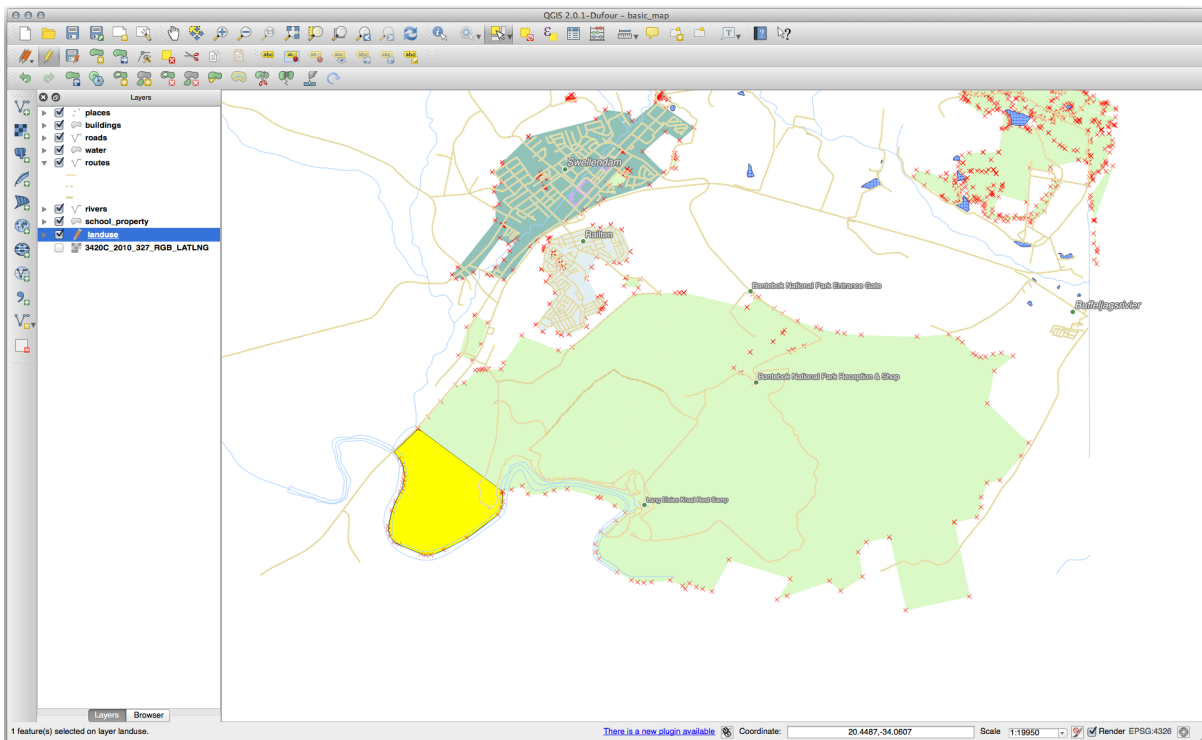 QGIS 2.0.1-Dufour - basic_map
Layers
places
buildings
roads
water
routes
rivers
school_property
landuse
3420C_2010_327_RGB_LATLNG
Swellendam
Railton
Bontebok National Park Entrance Gate
Buffeljagsrivier
Bontebok National Park Reception & Shop
Lang Elsies Kraal Rest Camp
Layers Browser
1 feature(s) selected on layer landuse. There is a new plugin available Coordinate: 20.4487,-34.0607 Scale 1:19950 Render EPSG:4326